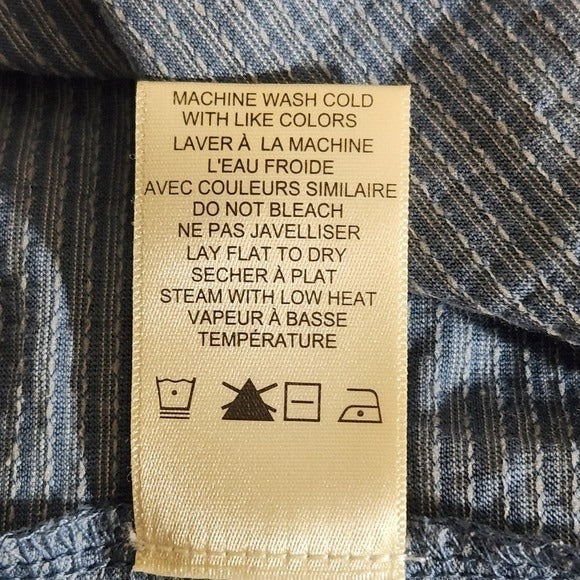 MACHINE WASH COLD
WITH LIKE COLORS
LAVER À LA MACHINE
L'EAU FROIDE
AVEC COULEURS SIMILAIRE
DO NOT BLEACH
NE PAS JAVELLISER
LAY FLAT TO DRY
SECHER À PLAT
STEAM WITH LOW HEAT
VAPEUR À BASSE
TEMPÉRATURE